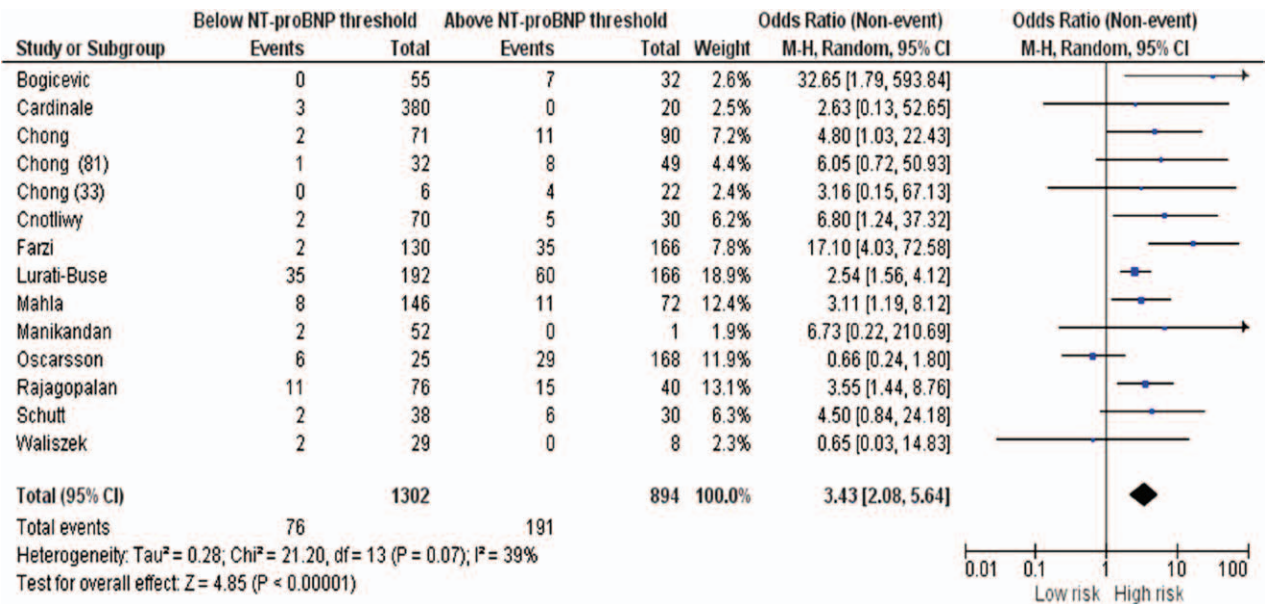 Below NT-proBNP threshold Above NT-proBNP threshold Odds Ratio (Non-event) Odds Ratio (Non-event)
Study or Subgroup Events Total Events Total Weight M-H, Random, 95% CI M-H, Random, 95% CI
Bogicevic 0 55 7 32 2.6% 32.65 [1.79, 593.84]
Cardinale 3 380 0 20 2.5% 2.63 [0.13, 52.65]
Chong 2 71 11 90 7.2% 4.80 [1.03, 22.43]
Chong (81) 1 32 8 49 4.4% 6.05 [0.72, 50.93]
Chong (33) 0 6 4 22 2.4% 3.16 [0.15, 67.13]
Cnotliwy 2 70 5 30 6.2% 6.80 [1.24, 37.32]
Farzi 2 130 35 166 7.8% 17.10 [4.03, 72.58]
Lurati-Buse 35 192 60 166 18.9% 2.54 [1.56, 4.12]
Mahla 8 146 11 72 12.4% 3.11 [1.19, 8.12]
Manikandan 2 52 0 1 1.9% 6.73 [0.22, 210.69]
Oscarsson 6 25 29 168 11.9% 0.66 [0.24, 1.80]
Rajagopalan 11 76 15 40 13.1% 3.55 [1.44, 8.76]
Schutt 2 38 6 30 6.3% 4.50 [0.84, 24.18]
Waliszek 2 29 0 8 2.3% 0.65 [0.03, 14.83]
Total (95% CI) 1302 894 100.0% 3.43 [2.08, 5.64]
Total events 76 191
Heterogeneity: Tau² = 0.28; Chi² = 21.20, df = 13 (P = 0.07); I² = 39%
Test for overall effect: Z = 4.85 (P < 0.00001)
0.01 0.1 1 10 100
Low risk High risk